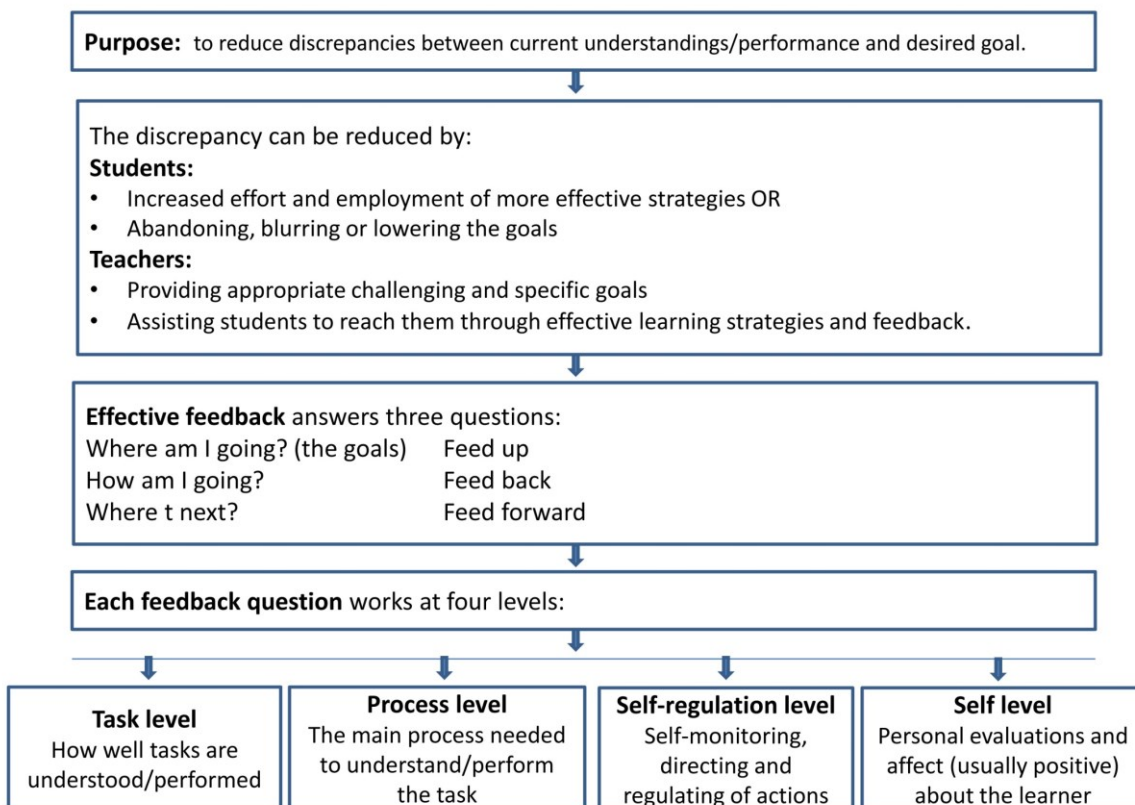 Purpose: to reduce discrepancies between current understandings/performance and desired goal.
The discrepancy can be reduced by:
Students:
• Increased effort and employment of more effective strategies OR
• Abandoning, blurring or lowering the goals
Teachers:
• Providing appropriate challenging and specific goals
• Assisting students to reach them through effective learning strategies and feedback.
Effective feedback answers three questions:
Where am I going? (the goals) Feed up
How am I going? Feed back
Where t next? Feed forward
Each feedback question works at four levels:
Task level
How well tasks are
understood/performed
Process level
The main process needed
to understand/perform
the task
Self-regulation level
Self-monitoring,
directing and
regulating of actions
Self level
Personal evaluations and
affect (usually positive)
about the learner